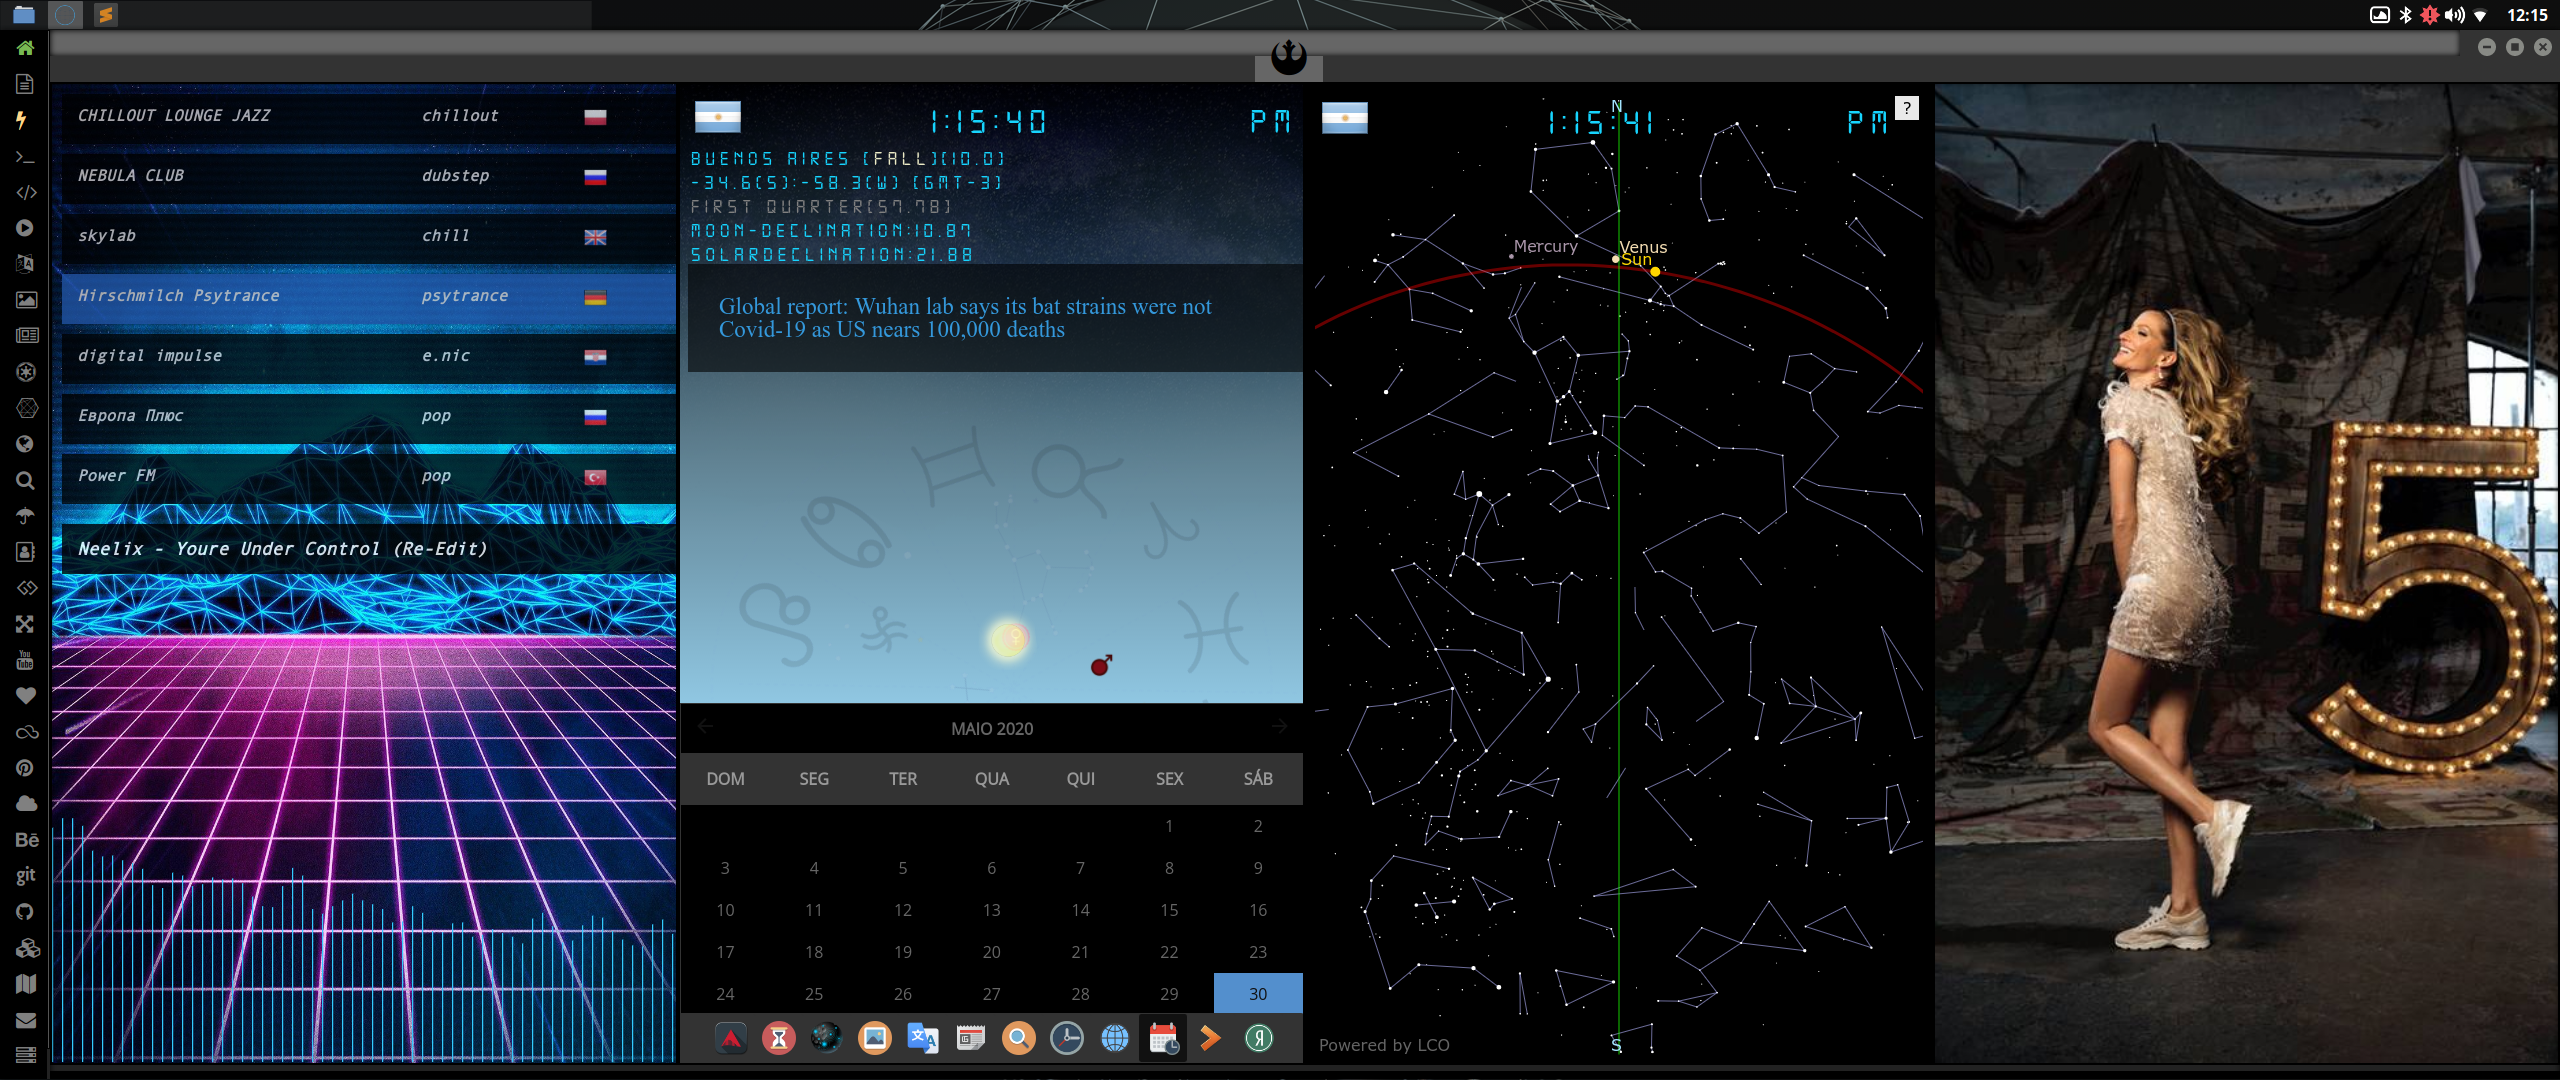 12:15
CHILLOUT LOUNGE JAZZ chillout
NEBULA CLUB dubstep
skylab chill
Hirschmilch Psytrance psytrance
digital impulse e.nic
Европа Плюс pop
Power FM pop
Neelix - Youre Under Control (Re-Edit)
1:15:40 PM
BUENOS AIRES [FALL][10.0]
-34.6(S):-58.3(W) [GMT-3]
FIRST QUARTER[57.78]
MOON-DECLINATION:10.87
SOLARDECLINATION:21.88
Global report: Wuhan lab says its bat strains were not
Covid-19 as US nears 100,000 deaths
MAIO 2020
DOM SEG TER QUA QUI SEX SÁB
1 2
3 4 5 6 7 8 9
10 11 12 13 14 15 16
17 18 19 20 21 22 23
24 25 26 27 28 29 30
N
1:15:41 PM
?
Mercury
Venus
Sun
S
Powered by LCO
5
You
Tube
Bē
git